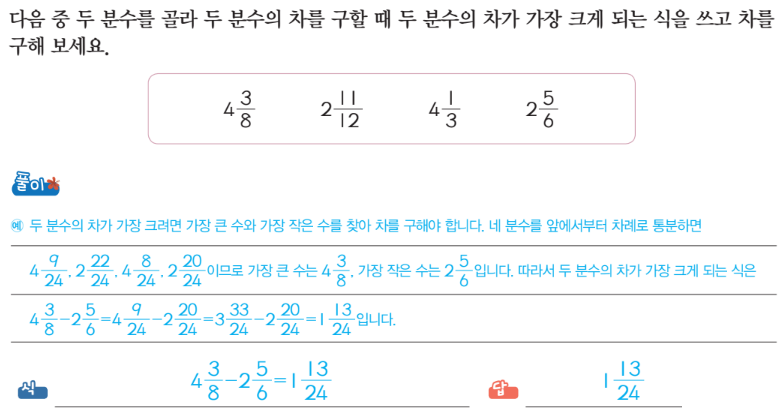 다음 중 두 분수를 골라 두 분수의 차를 구할 때 두 분수의 차가 가장 크게 되는 식을 쓰고 차를
구해 보세요.
4 3/8 2 11/12 4 1/3 2 5/6
풀이
예 두 분수의 차가 가장 크려면 가장 큰 수와 가장 작은 수를 찾아 차를 구해야 합니다. 네 분수를 앞에서부터 차례로 통분하면
4 9/24, 2 22/24, 4 8/24, 2 20/24이므로 가장 큰 수는 4 3/8, 가장 작은 수는 2 5/6입니다. 따라서 두 분수의 차가 가장 크게 되는 식은
4 3/8-2 5/6=4 9/24-2 20/24=3 33/24-2 20/24=1 13/24입니다.
식 4 3/8-2 5/6=1 13/24 답 1 13/24